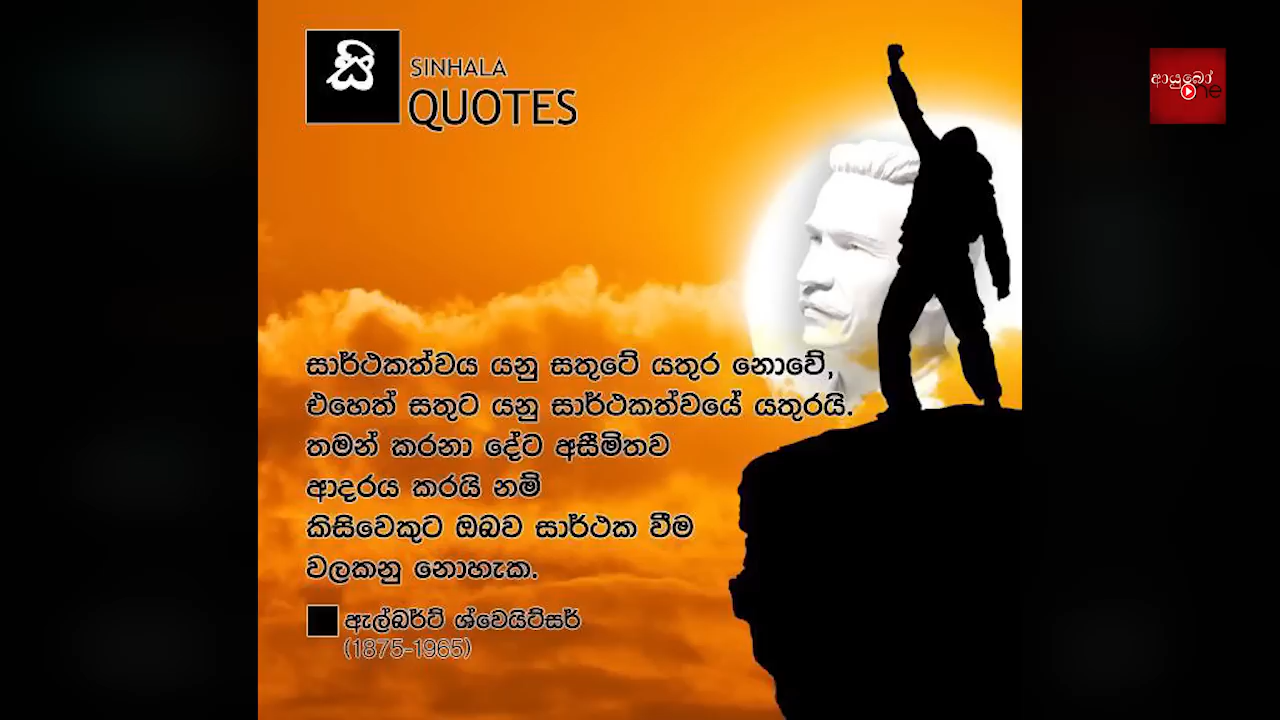 සි
SINHALA
QUOTES
ආයුබෝ
one
සාර්ථකත්වය යනු සතුටේ යතුර නොවේ,
එහෙත් සතුට යනු සාර්ථකත්වයේ යතුරයි.
තමන් කරනා දේට අසීමිතව
ආදරය කරයි නම්
කිසිවෙකුට ඔබව සාර්ථක වීම
වලකනු නොහැක.
ඇල්බර්ට් ශ්වෙයිට්සර්
(1875-1965)